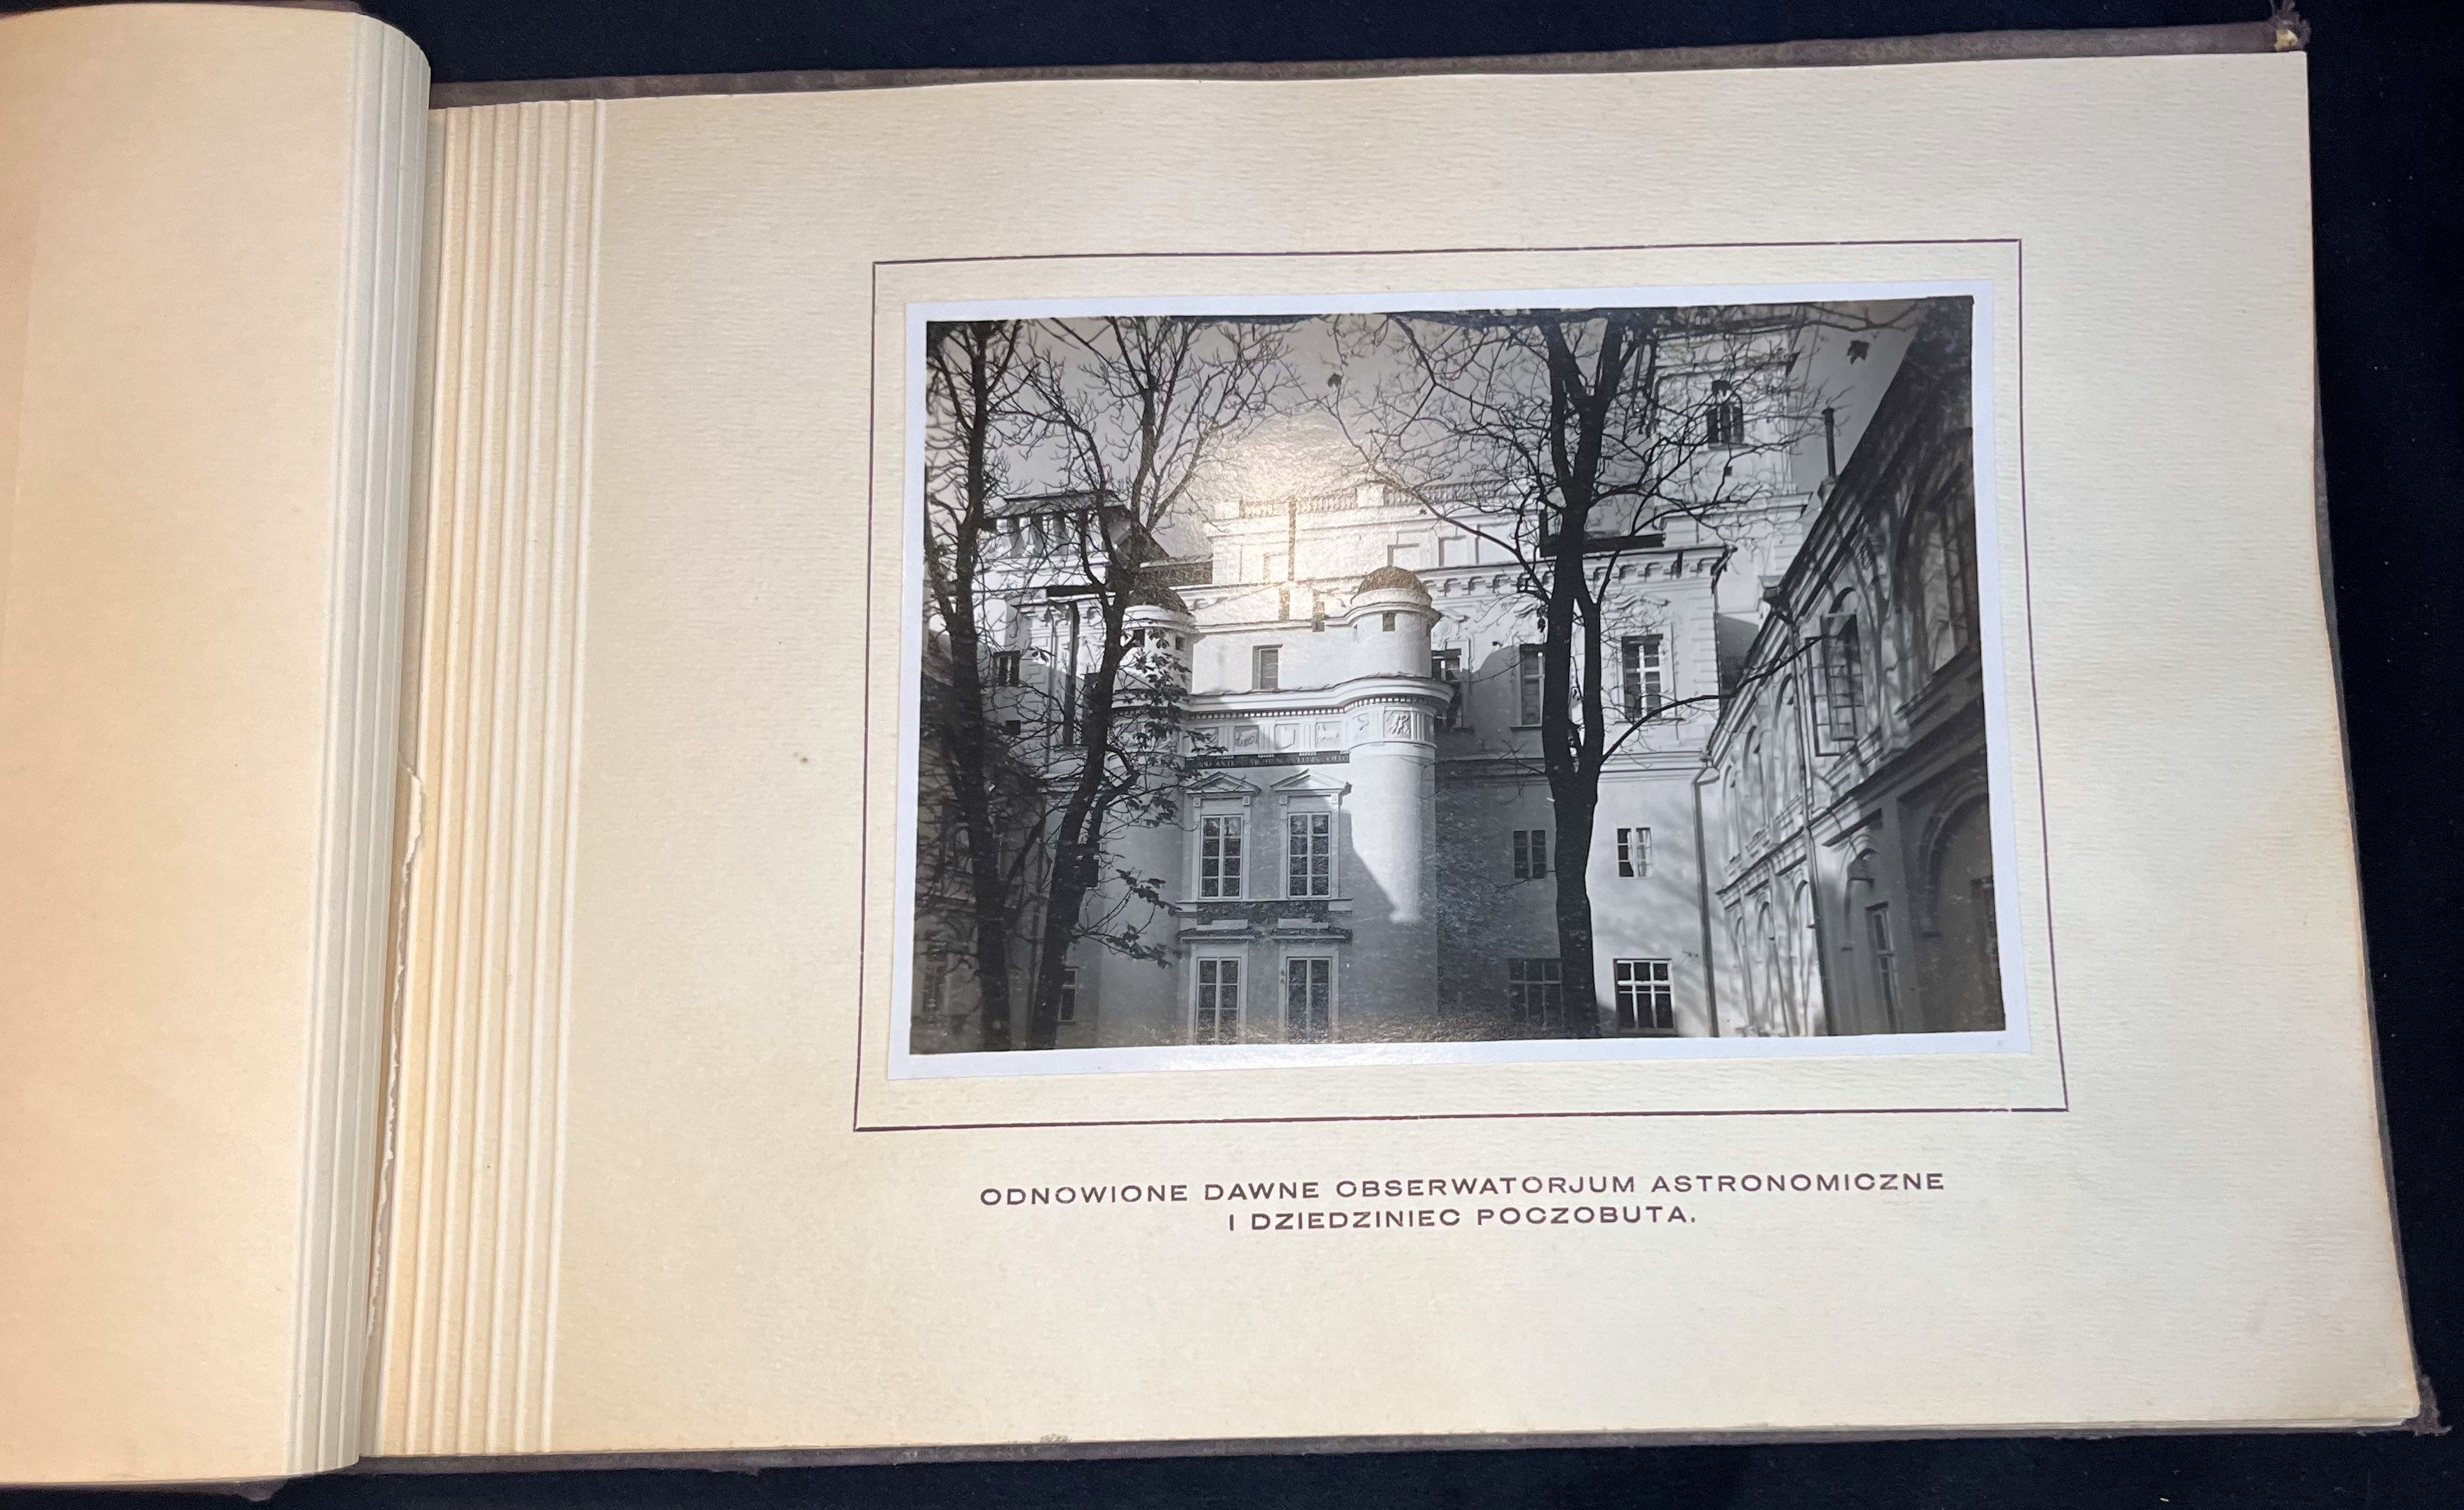 ODNOWIONE DAWNE OBSERWATORJUM ASTRONOMICZNE
I DZIEDZINIEC POCZOBUTA.